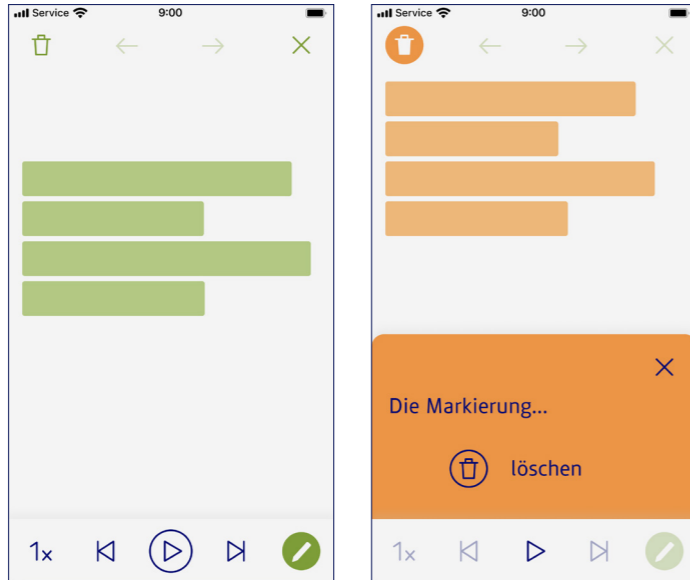 Service 9:00
1x
Service 9:00
Die Markierung...
löschen
1x